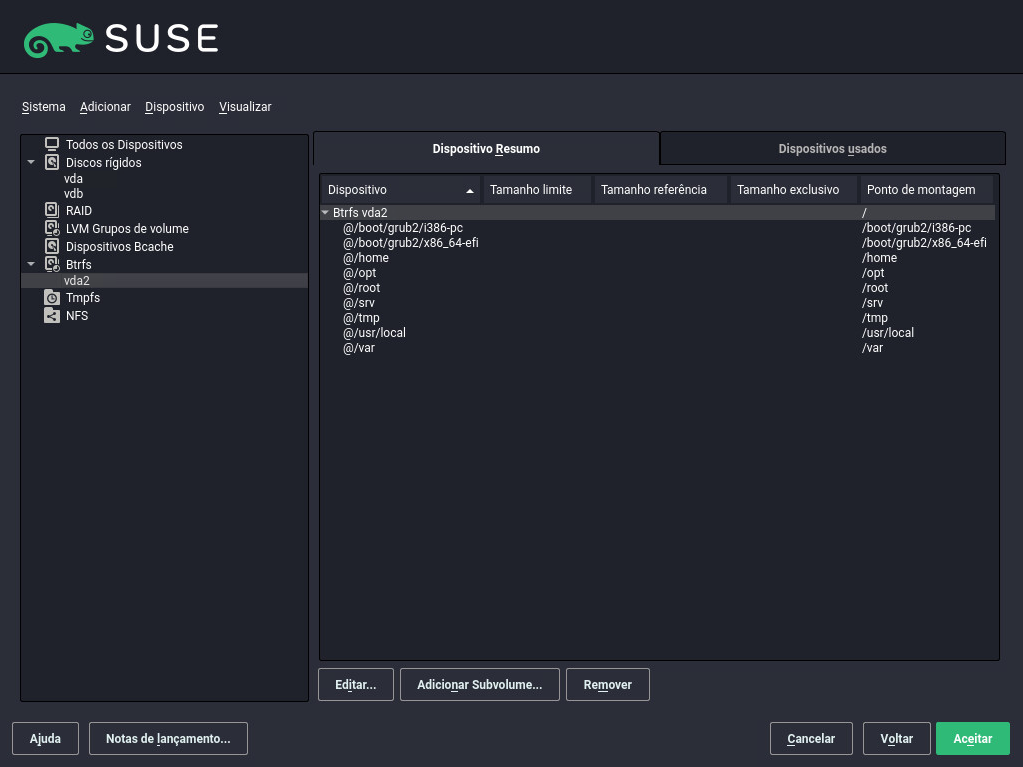 SUSE
Sistema Adicionar Dispositivo Visualizar
Todos os Dispositivos
Discos rígidos
vda
vdb
RAID
LVM Grupos de volume
Dispositivos Bcache
Btrfs
vda2
Tmpfs
NFS
Dispositivo Resumo Dispositivos usados
Dispositivo Tamanho limite Tamanho referência Tamanho exclusivo Ponto de montagem
Btrfs vda2 /
@/boot/grub2/i386-pc /boot/grub2/i386-pc
@/boot/grub2/x86_64-efi /boot/grub2/x86_64-efi
@/home /home
@/opt /opt
@/root /root
@/srv /srv
@/tmp /tmp
@/usr/local /usr/local
@/var /var
Editar... Adicionar Subvolume... Remover
Ajuda Notas de lançamento... Cancelar Voltar Aceitar